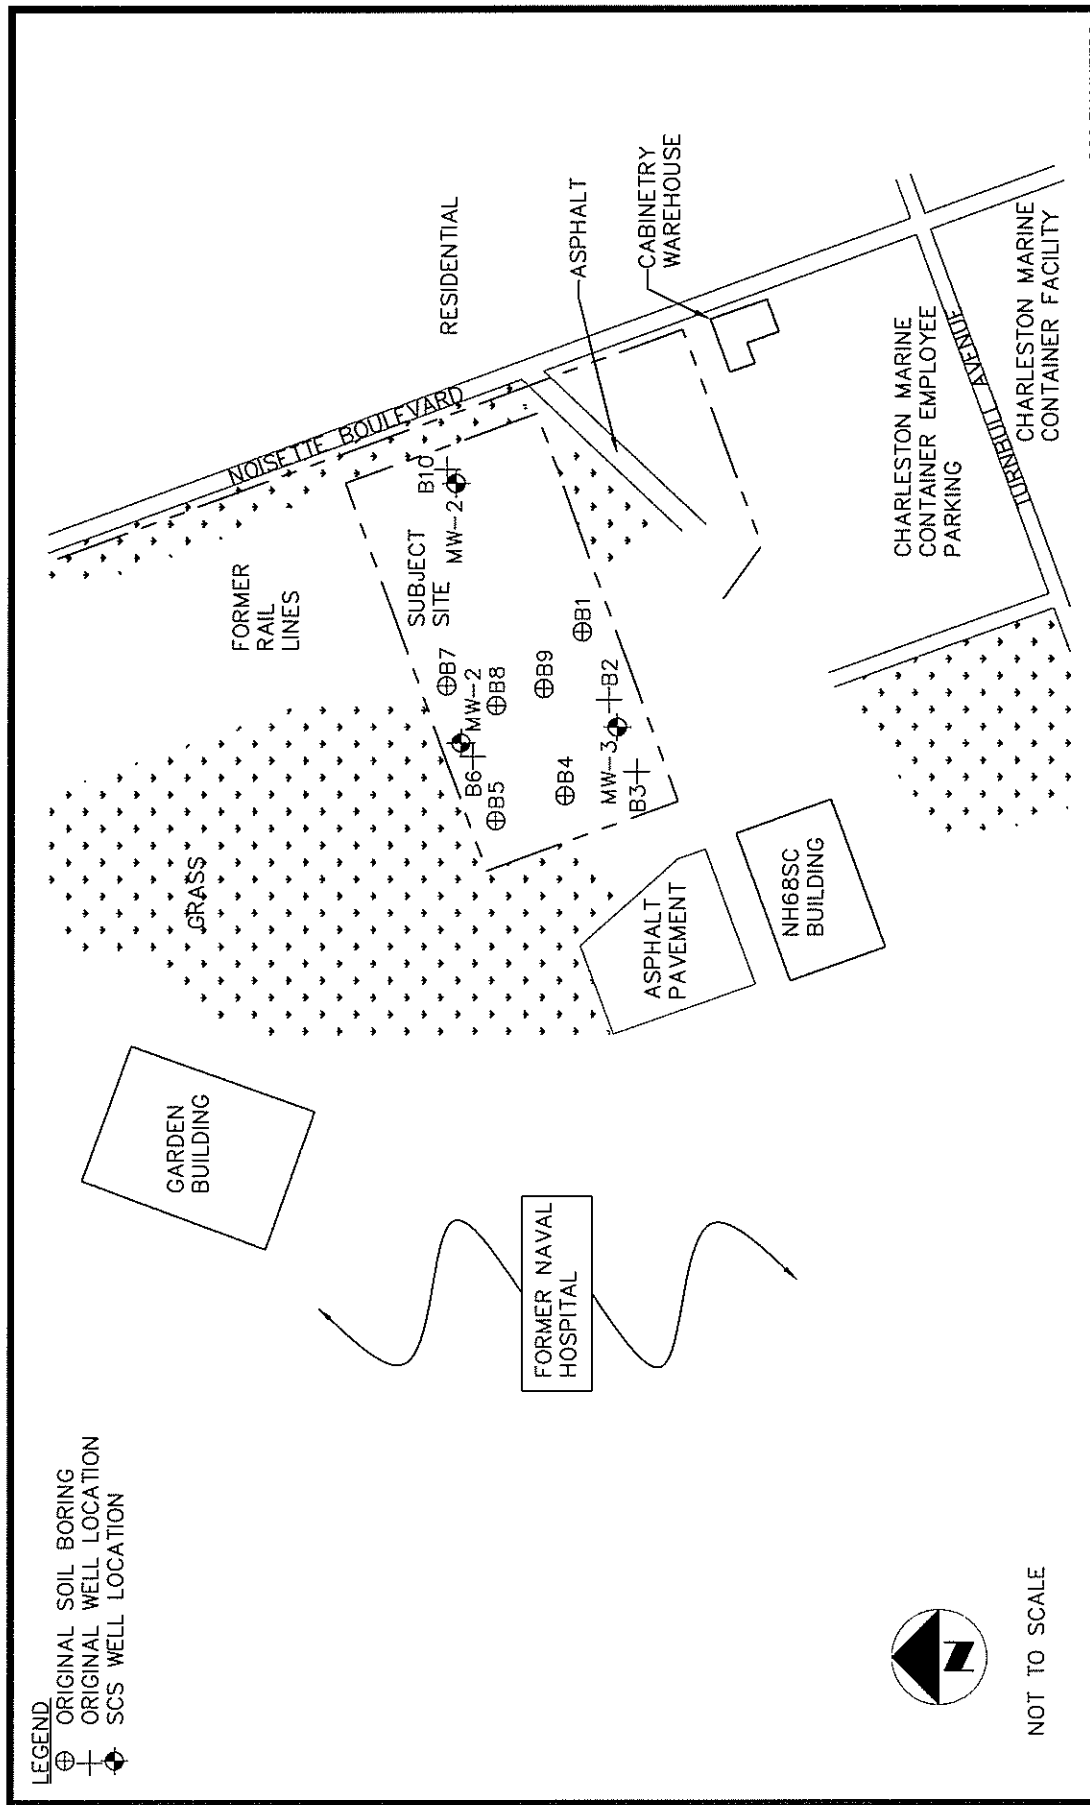 LEGEND
ORIGINAL SOIL BORING
ORIGINAL WELL LOCATION
SCS WELL LOCATION
GARDEN
BUILDING
GRASS
FORMER
RAIL
LINES
NOISETTE BOULEVARD
RESIDENTIAL
SUBJECT
SITE
B10
MW-2
B7
MW-2
B6
B8
B5
B9
B4
B1
B2
MW-3
B3
ASPHALT
CABINETRY
WAREHOUSE
ASPHALT
PAVEMENT
NH68SC
BUILDING
FORMER NAVAL
HOSPITAL
CHARLESTON MARINE
CONTAINER EMPLOYEE
PARKING
TURNBULL AVENUE
CHARLESTON MARINE
CONTAINER FACILITY
N
NOT TO SCALE